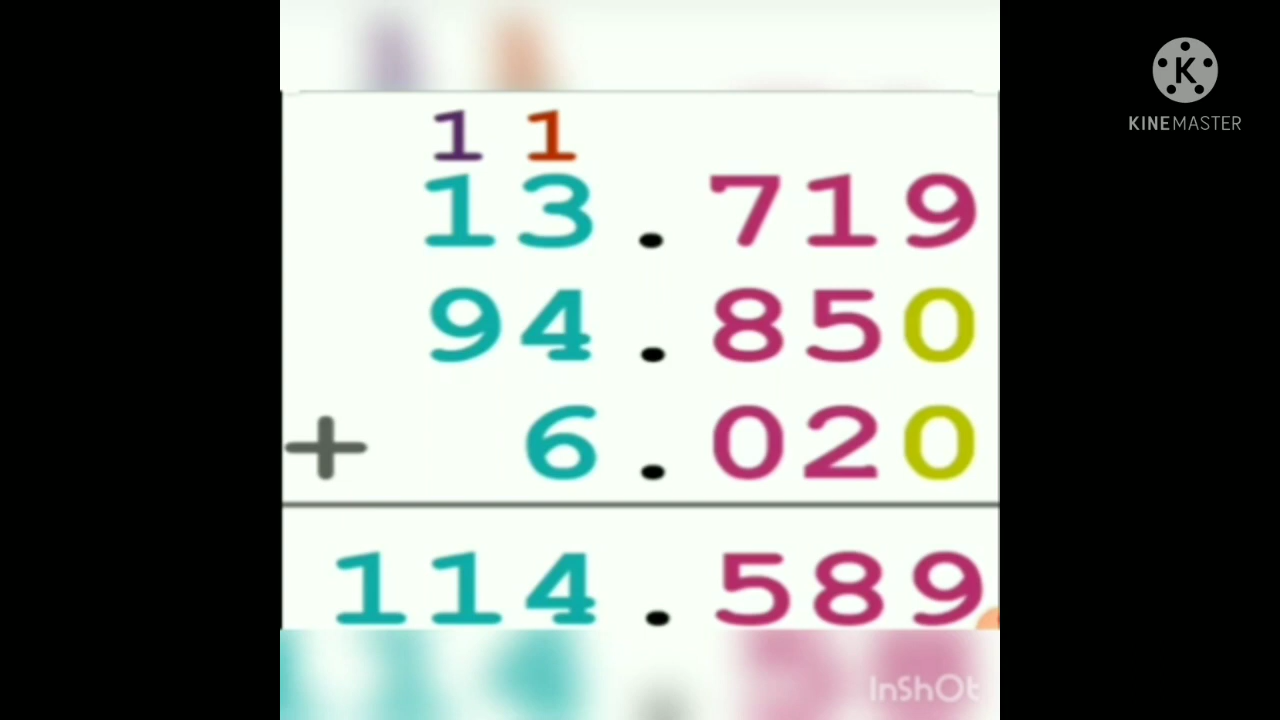 1 1
13.719
94.850
+ 6.020
114.589
K
KINEMASTER
InShOt